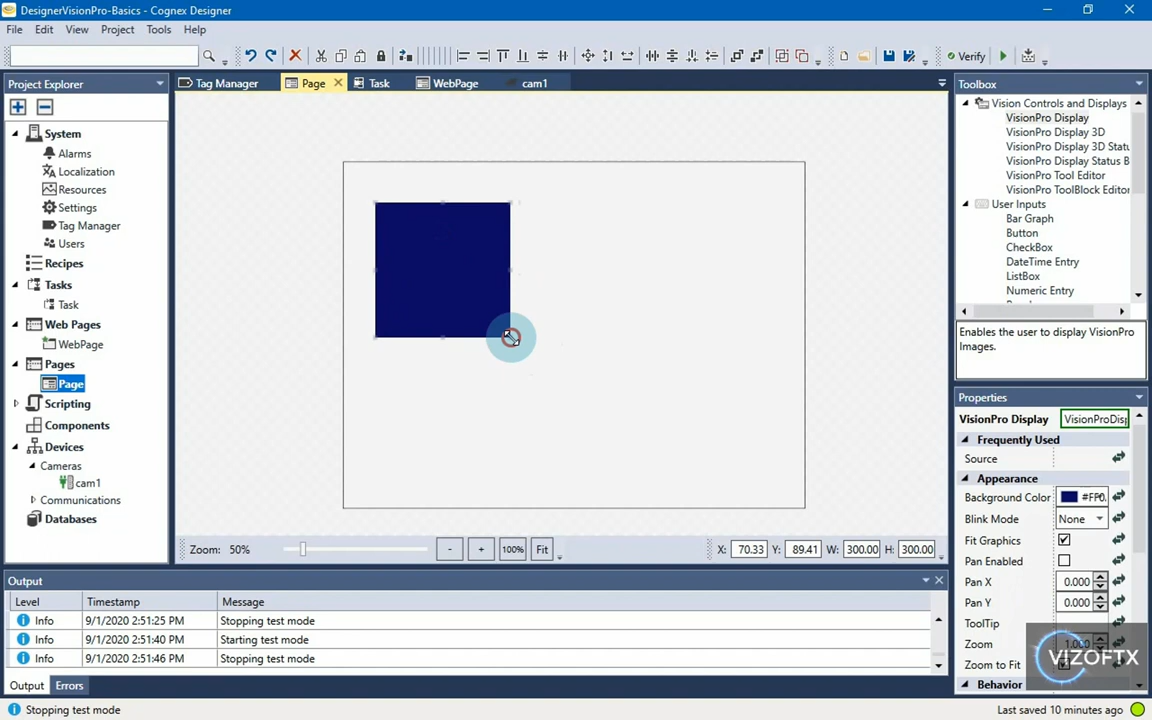 DesignerVisionPro-Basics - Cognex Designer
File Edit View Project Tools Help
Verify
Project Explorer
System
Alarms
Localization
Resources
Settings
Tag Manager
Users
Recipes
Tasks
Task
Web Pages
WebPage
Pages
Page
Scripting
Components
Devices
Cameras
cam1
Communications
Databases
Tag Manager Page Task WebPage cam1
Zoom: 50% - + 100% Fit X: 70.33 Y: 89.41 W: 300.00 H: 300.00
Toolbox
Vision Controls and Displays
VisionPro Display
VisionPro Display 3D
VisionPro Display 3D Statu
VisionPro Display Status B
VisionPro Tool Editor
VisionPro ToolBlock Editor
User Inputs
Bar Graph
Button
CheckBox
DateTime Entry
ListBox
Numeric Entry
Enables the user to display VisionPro
Images.
Properties
VisionPro Display VisionProDisp
Frequently Used
Source
Appearance
Background Color #FF0
Blink Mode None
Fit Graphics
Pan Enabled
Pan X 0.000
Pan Y 0.000
ToolTip
Zoom 1.000
Zoom to Fit
Behavior
VIZOFTX
Output
Level Timestamp Message
Info 9/1/2020 2:51:25 PM Stopping test mode
Info 9/1/2020 2:51:40 PM Starting test mode
Info 9/1/2020 2:51:46 PM Stopping test mode
Output Errors
Stopping test mode Last saved 10 minutes ago